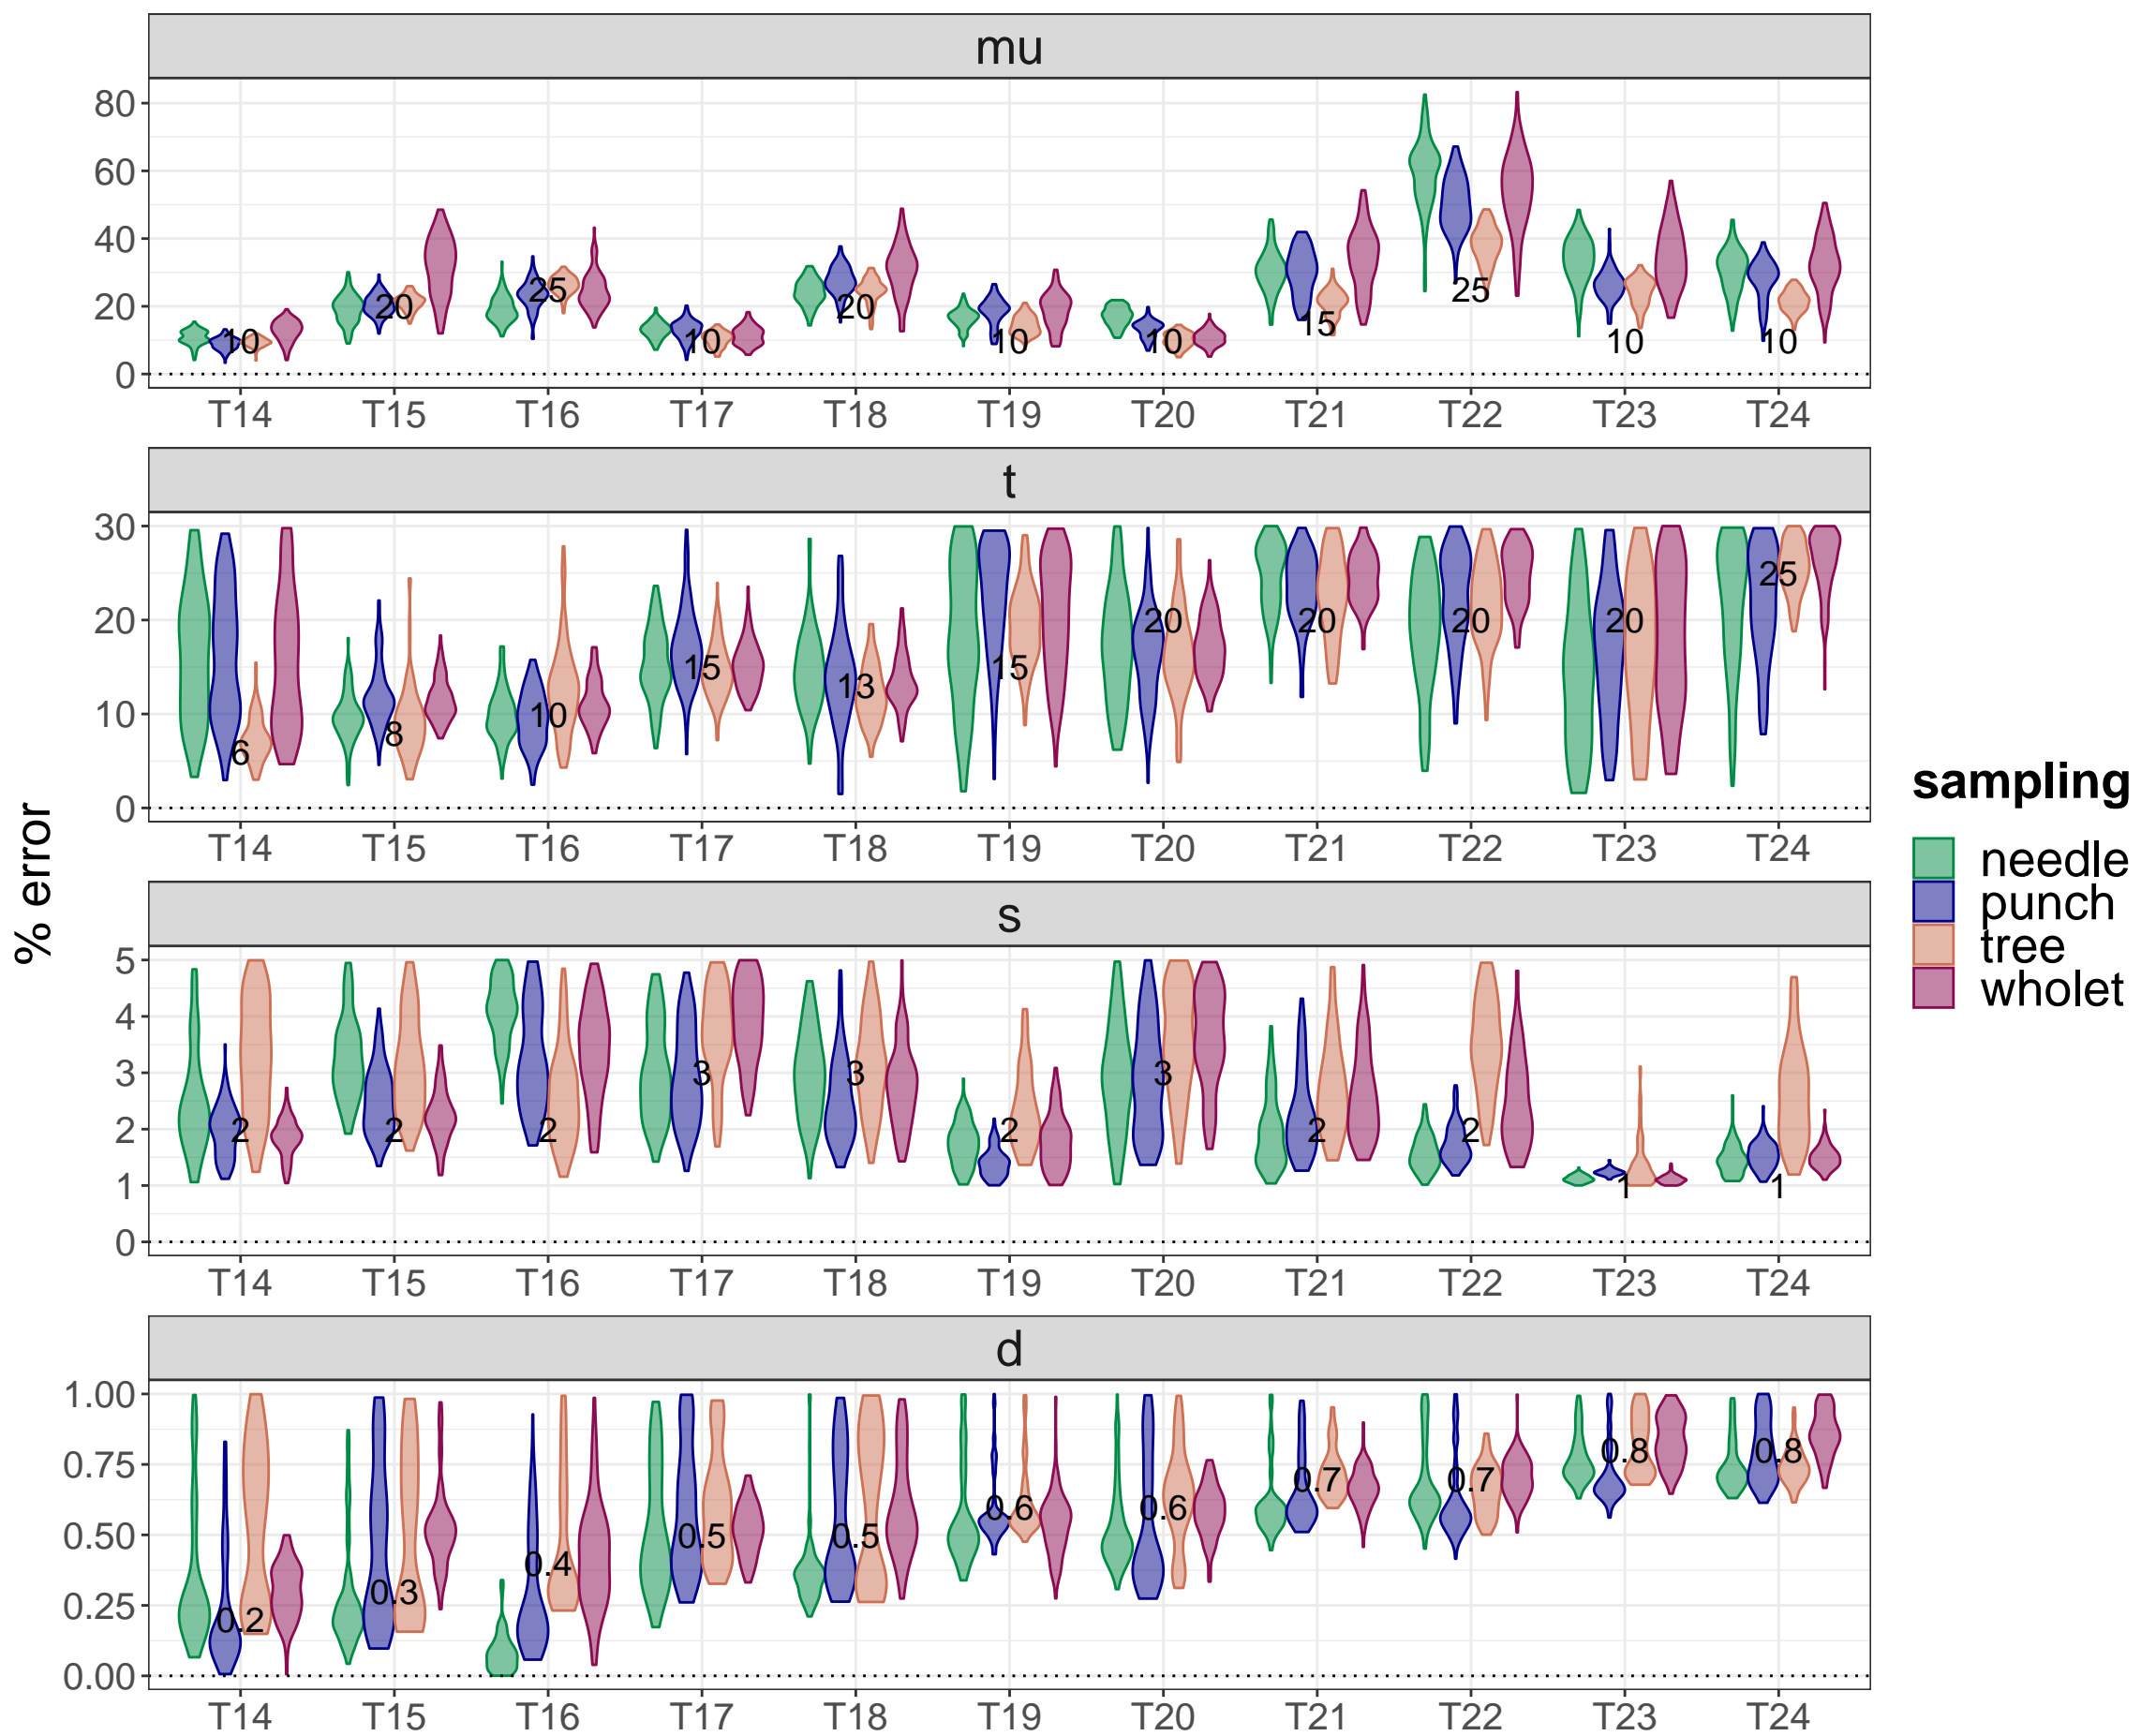 mu
80
60
40
20
0
10 20 25 10 20 10 10 15 25 10 10
T14 T15 T16 T17 T18 T19 T20 T21 T22 T23 T24
t
30
20
10
0
6 8 10 15 13 15 20 20 20 20 25
T14 T15 T16 T17 T18 T19 T20 T21 T22 T23 T24
% error
s
5
4
3
2
1
0
2 2 2 3 3 2 3 2 2 1 1
T14 T15 T16 T17 T18 T19 T20 T21 T22 T23 T24
d
1.00
0.75
0.50
0.25
0.00
0.2 0.3 0.4 0.5 0.5 0.6 0.6 0.7 0.7 0.8 0.8
T14 T15 T16 T17 T18 T19 T20 T21 T22 T23 T24
sampling
needle
punch
tree
wholet